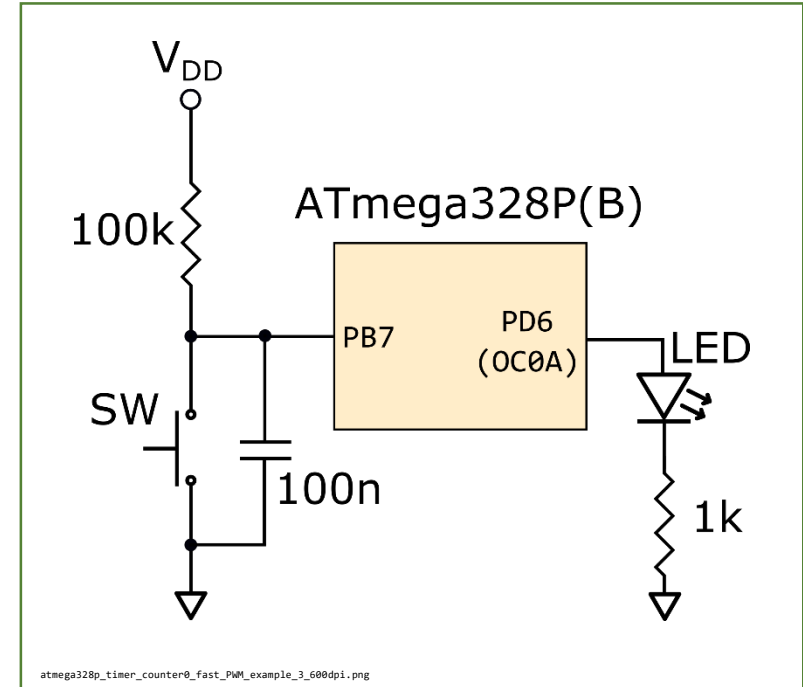 VDD
100k
ATmega328P(B)
PB7
PD6
(OC0A)
LED
SW
100n
1k
atmega328p_timer_counter0_fast_PWM_example_3_600dpi.png